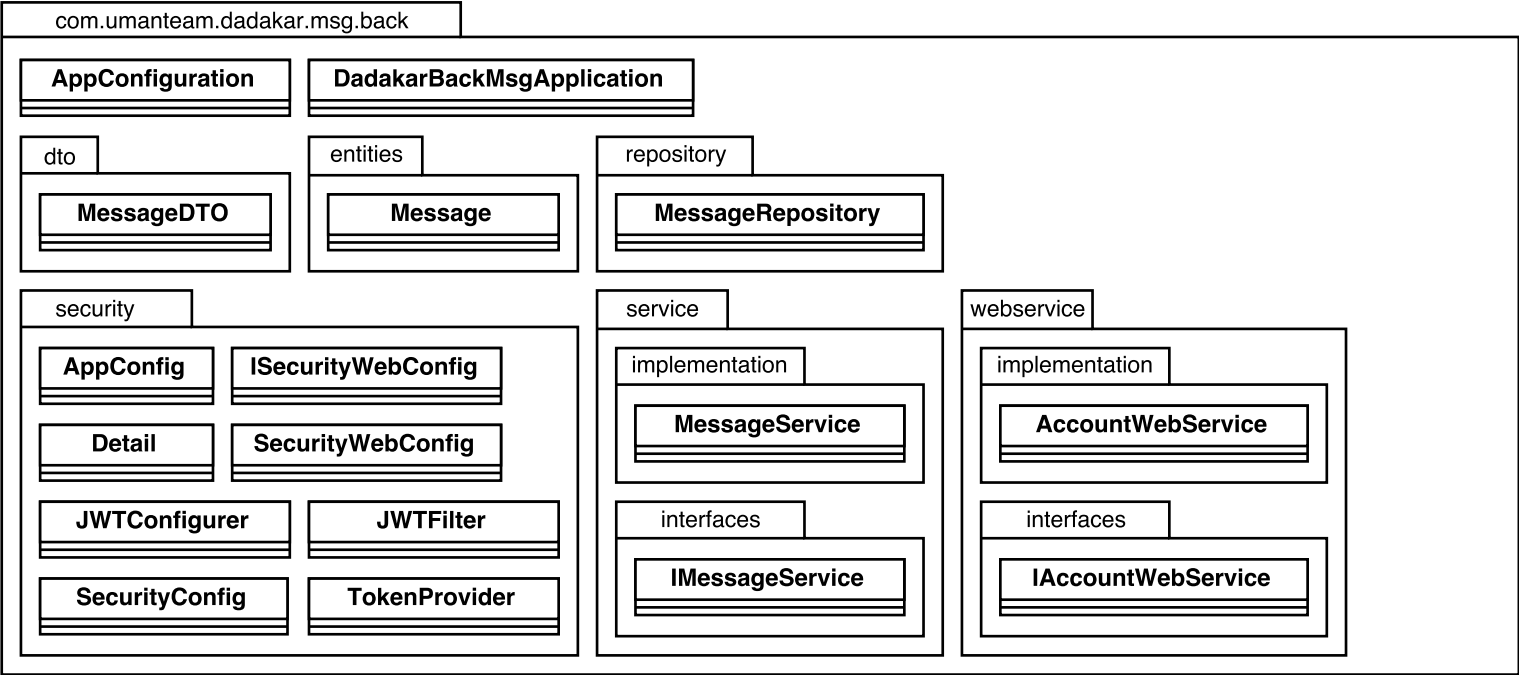 com.umanteam.dadakar.msg.back
AppConfiguration
DadakarBackMsgApplication
dto
MessageDTO
entities
Message
repository
MessageRepository
security
AppConfig
ISecurityWebConfig
Detail
SecurityWebConfig
JWTConfigurer
JWTFilter
SecurityConfig
TokenProvider
service
implementation
MessageService
interfaces
IMessageService
webservice
implementation
AccountWebService
interfaces
IAccountWebService